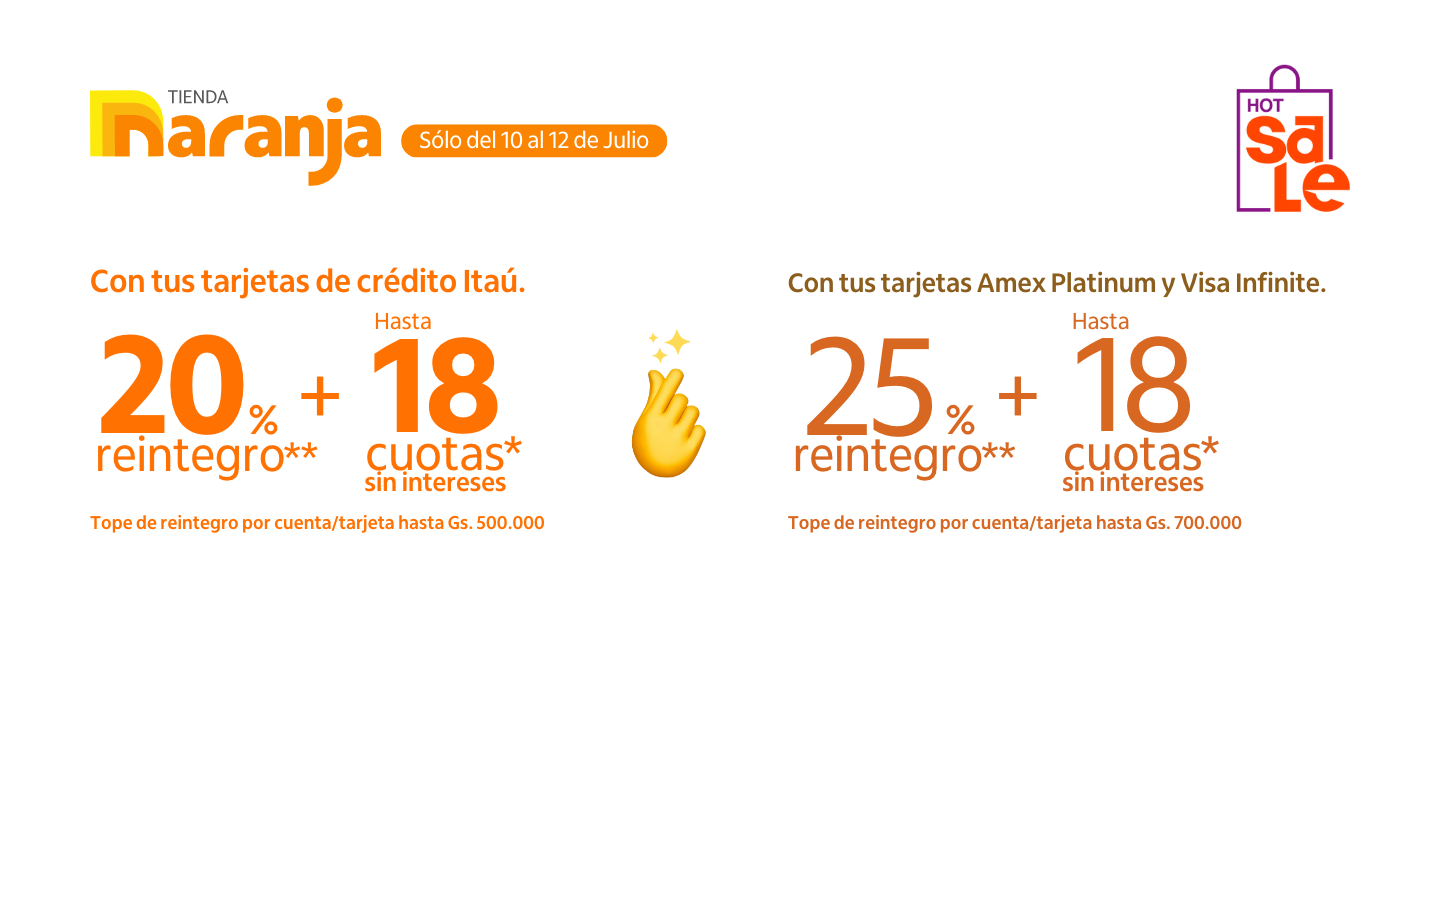 TIENDA
naranja
Sólo del 10 al 12 de Julio
HOT
Sale
Con tus tarjetas de crédito Itaú.
Hasta
20% + 18
reintegro** cuotas*
sin intereses
Tope de reintegro por cuenta/tarjeta hasta Gs. 500.000
Con tus tarjetas Amex Platinum y Visa Infinite.
Hasta
25% + 18
reintegro** cuotas*
sin intereses
Tope de reintegro por cuenta/tarjeta hasta Gs. 700.000